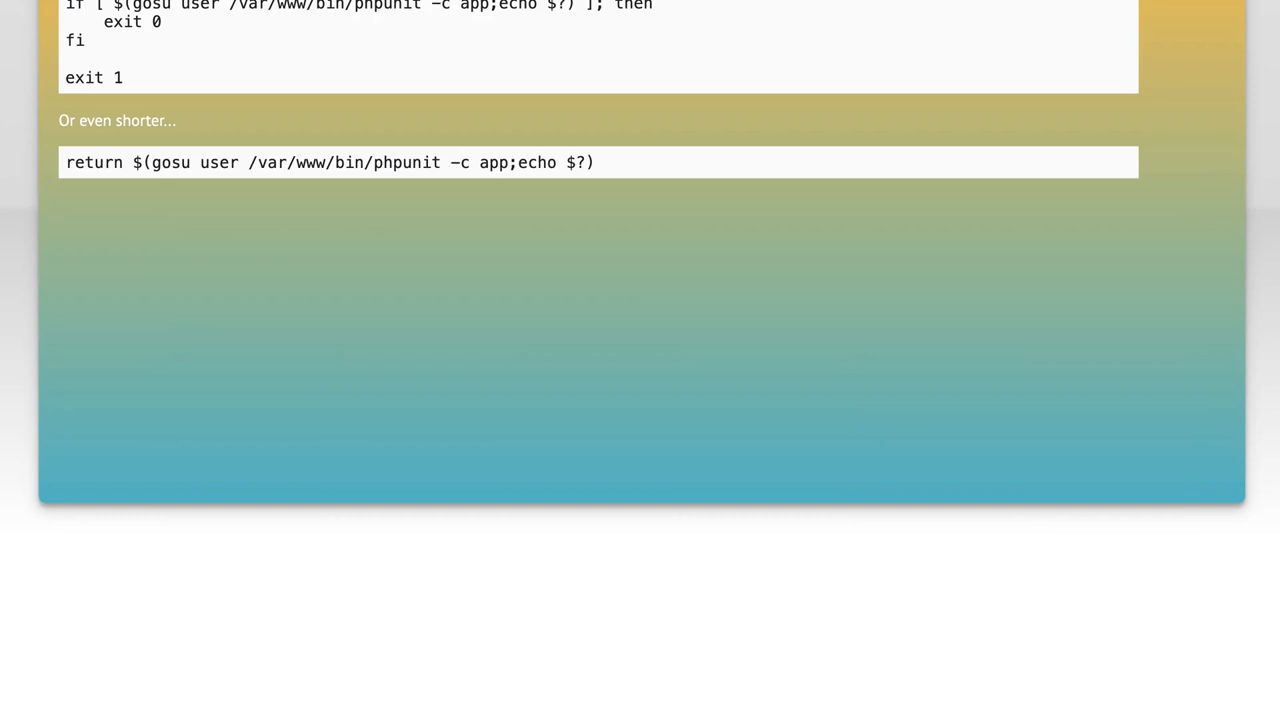 if [ $(gosu user /var/www/bin/phpunit -c app;echo $?) ]; then
    exit 0
fi
exit 1
Or even shorter...
return $(gosu user /var/www/bin/phpunit -c app;echo $?)